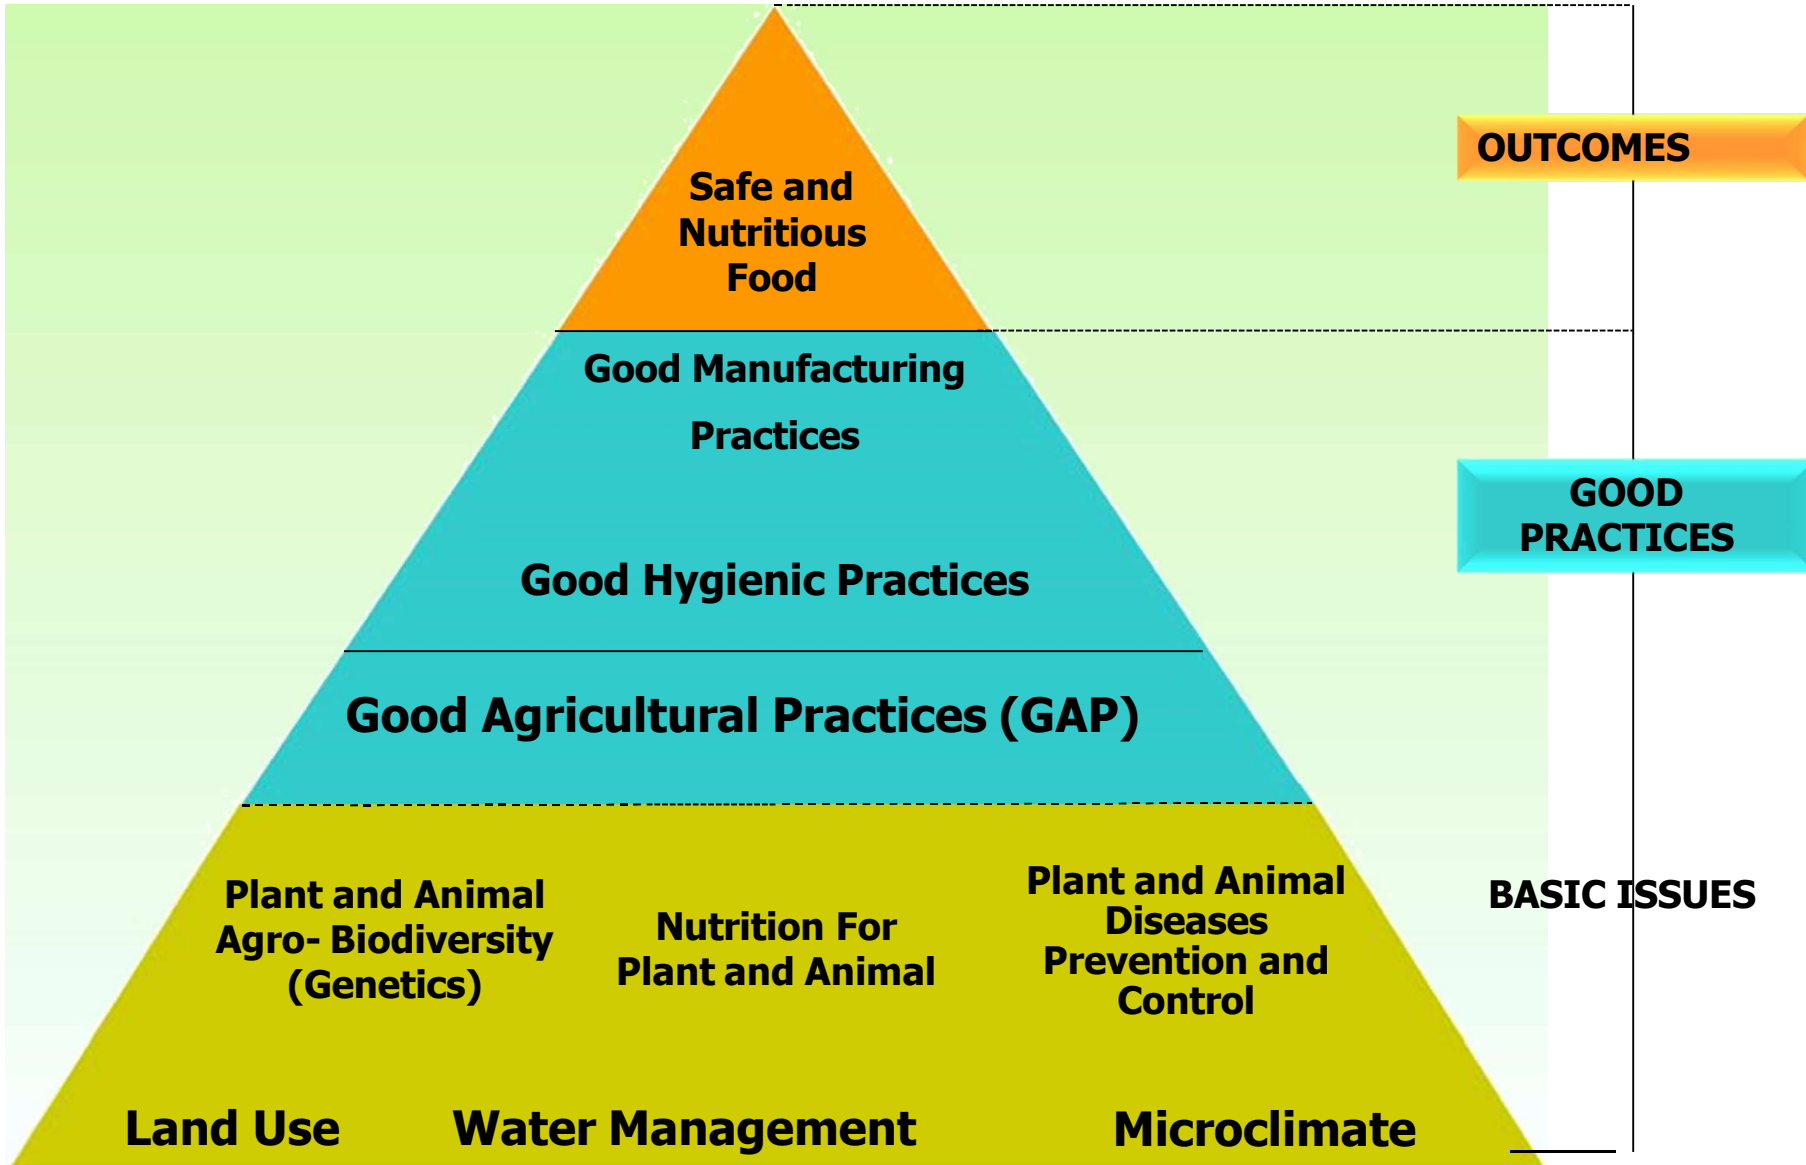 OUTCOMES
Safe and
Nutritious
Food
Good Manufacturing
Practices
GOOD
PRACTICES
Good Hygienic Practices
Good Agricultural Practices (GAP)
BASIC ISSUES
Plant and Animal
Agro- Biodiversity
(Genetics)
Nutrition For
Plant and Animal
Plant and Animal
Diseases
Prevention and
Control
Land Use
Water Management
Microclimate